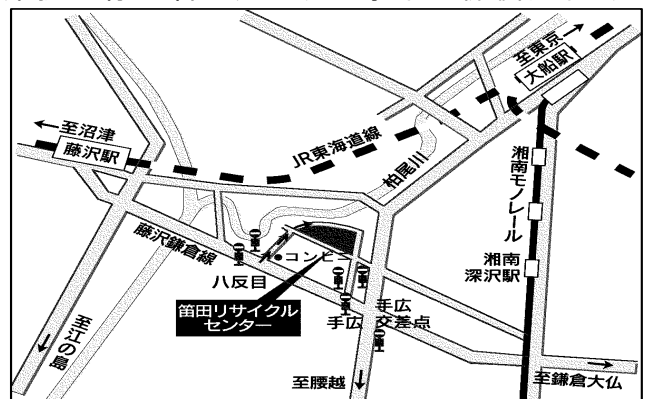 至東京
大船駅
至沼津
藤沢駅
JR東海道線
柏尾川
湘南モノレール
湘南
深沢駅
藤沢鎌倉線
コンビニ
八反目
笛田リサイクル
センター
手広
手広
交差点
至江の島
至腰越
至鎌倉大仏